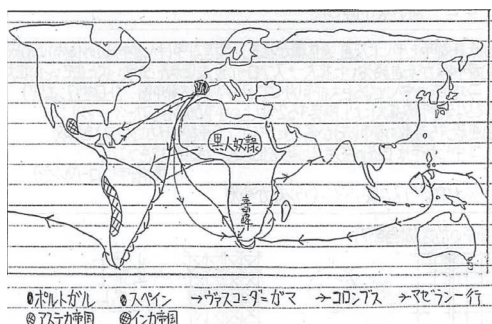 黒人奴隷
喜望峰
ポルトガル スペイン →ヴァスコ=ダ=ガマ →コロンブス →マゼラン一行
アステカ帝国 インカ帝国